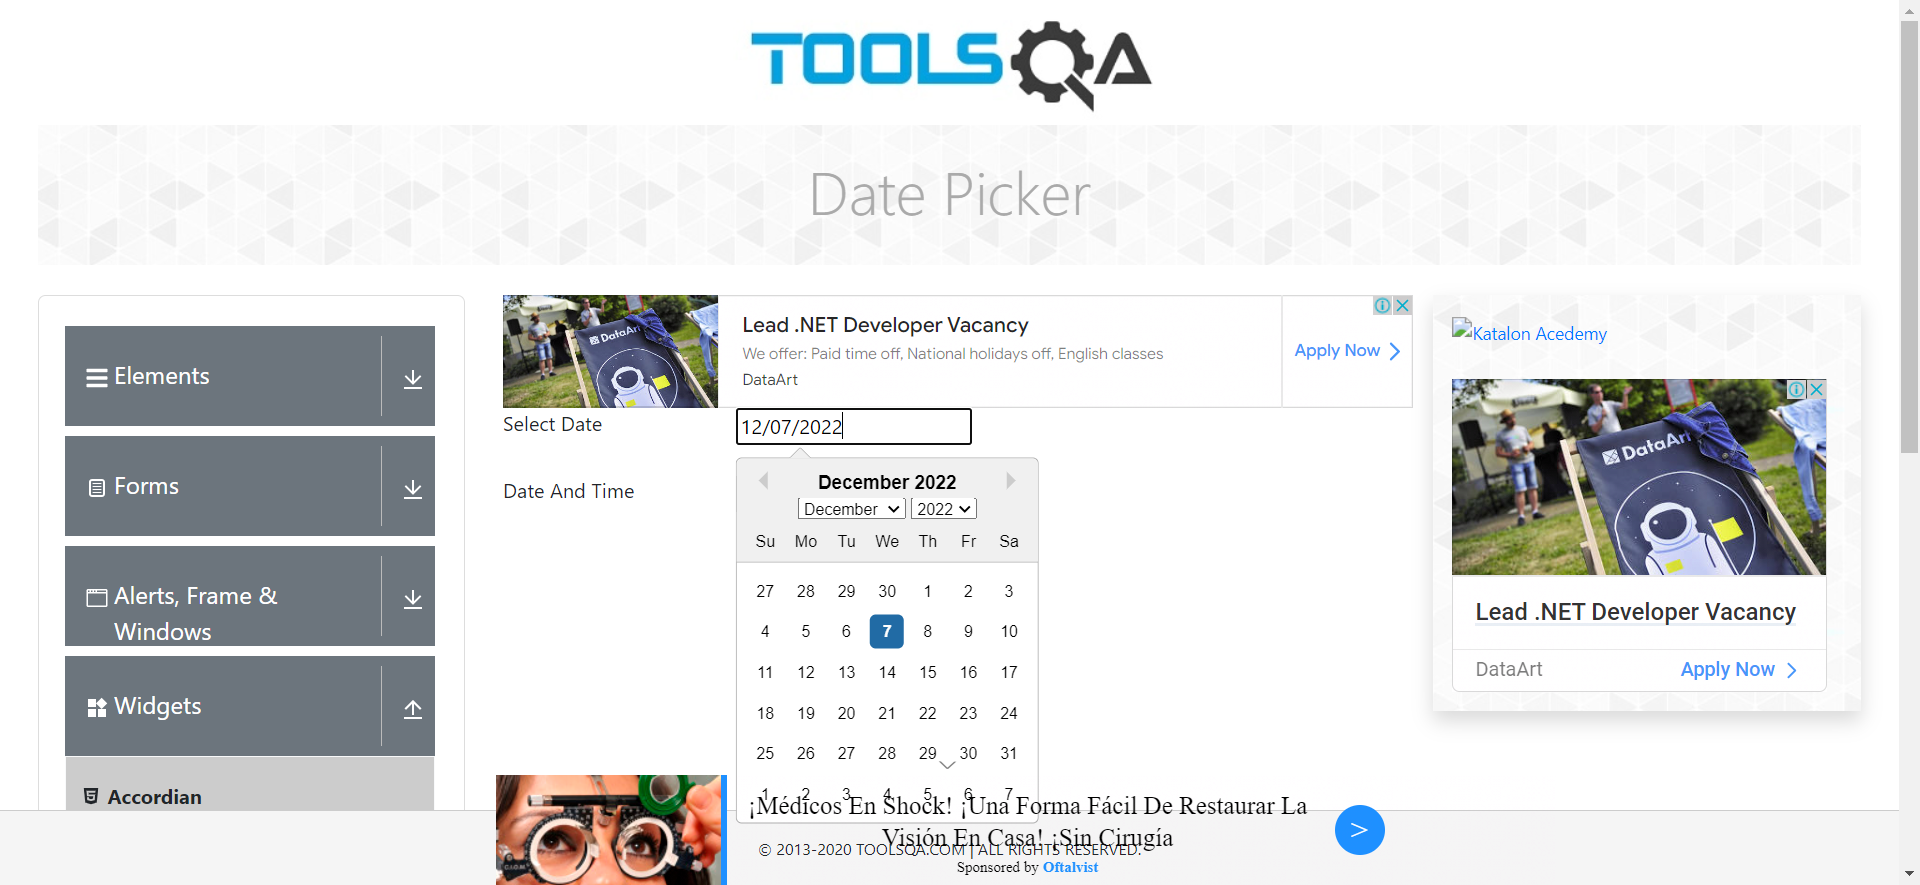 TOOLSQA
Date Picker
Elements
Forms
Alerts, Frame &
Windows
Widgets
Accordian
Lead .NET Developer Vacancy
We offer: Paid time off, National holidays off, English classes
DataArt
Apply Now
DataArt
Select Date
12/07/2022
Date And Time
December 2022
December 2022
Su Mo Tu We Th Fr Sa
27 28 29 30 1 2 3
4 5 6 7 8 9 10
11 12 13 14 15 16 17
18 19 20 21 22 23 24
25 26 27 28 29 30 31
1 2 3 4 5 6 7
Katalon Acedemy
DataArt
Lead .NET Developer Vacancy
DataArt
Apply Now
¡Médicos En Shock! ¡Una Forma Fácil De Restaurar La
Visión En Casa! ¡Sin Cirugía
© 2013-2020 TOOLSQA.COM | ALL RIGHTS RESERVED.
Sponsored by Oftalvist